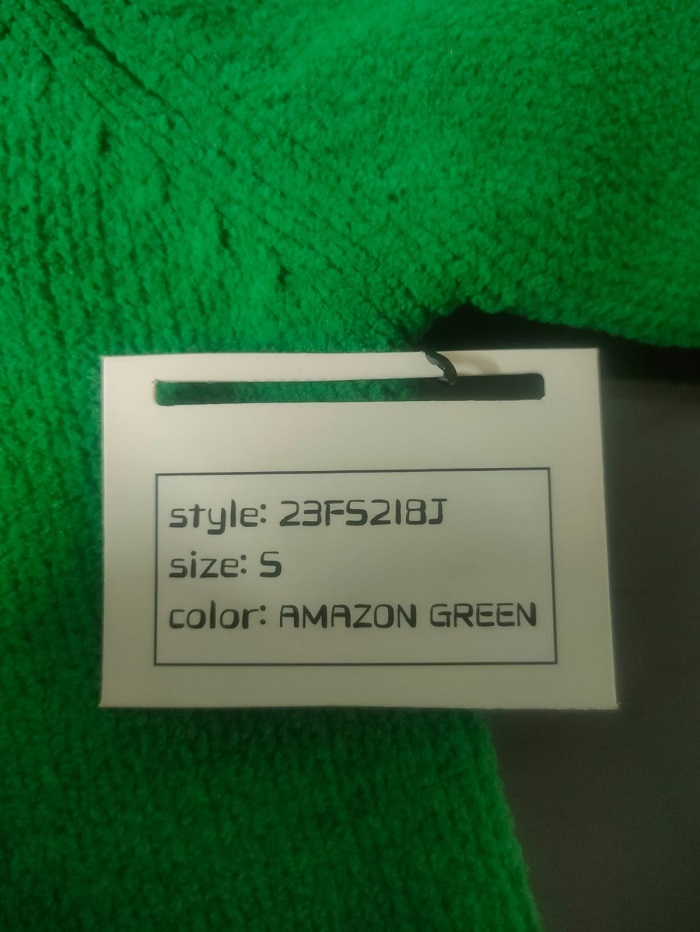 style: 23FS218J
size: S
color: AMAZON GREEN